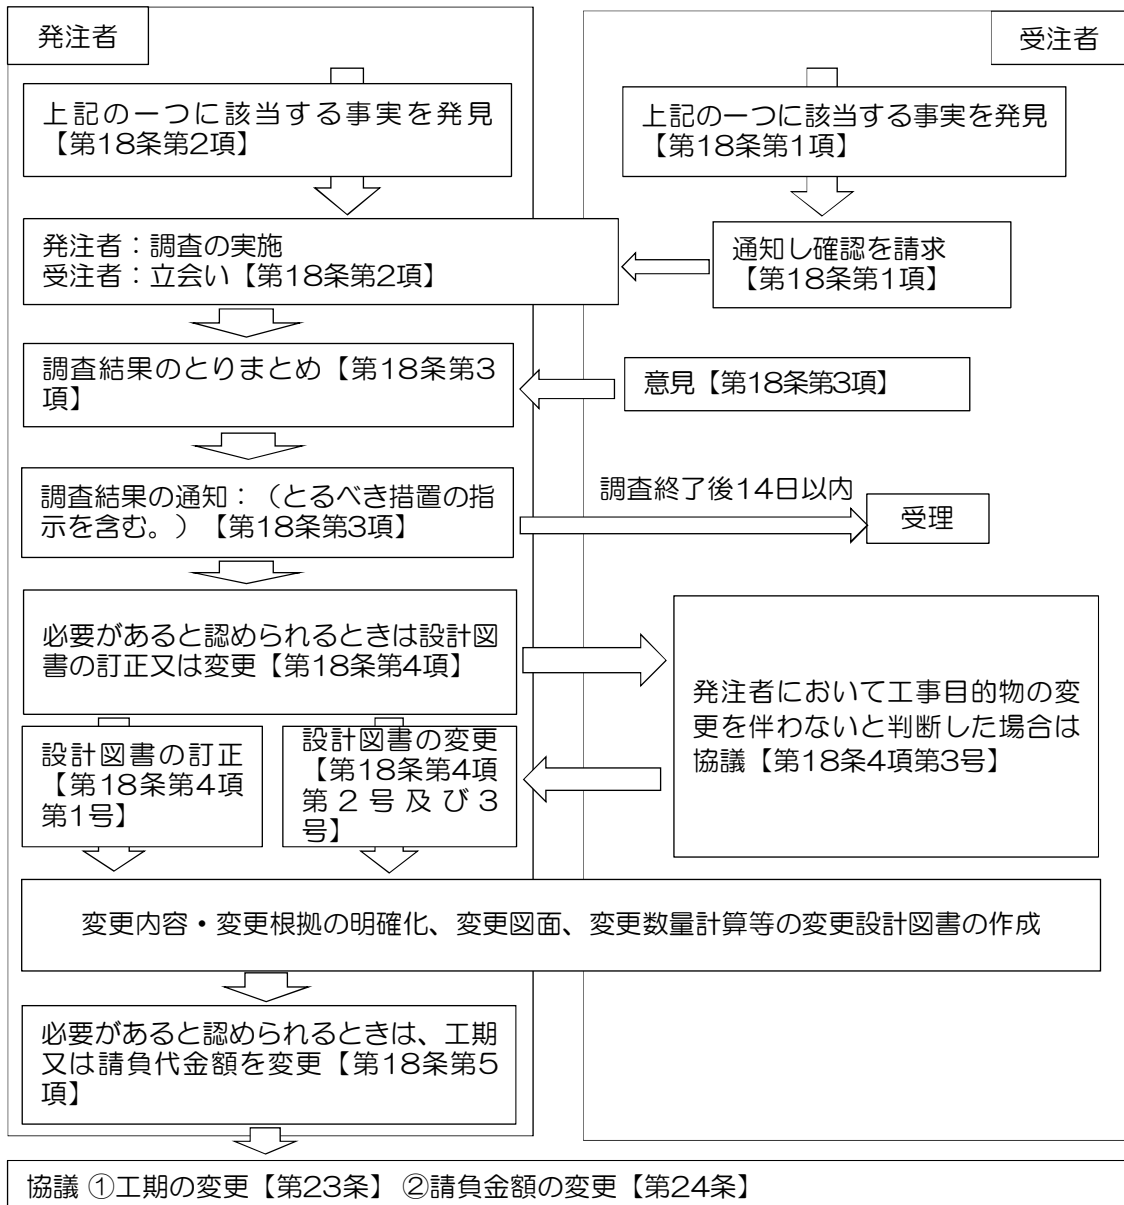 発注者
受注者
上記の一つに該当する事実を発見
【第18条第2項】
上記の一つに該当する事実を発見
【第18条第1項】
発注者：調査の実施
受注者：立会い【第18条第2項】
通知し確認を請求
【第18条第1項】
調査結果のとりまとめ【第18条第3
項】
意見【第18条第3項】
調査結果の通知：（とるべき措置の指
示を含む。）【第18条第3項】
調査終了後14日以内
受理
必要があると認められるときは設計図
書の訂正又は変更【第18条第4項】
発注者において工事目的物の変
更を伴わないと判断した場合は
協議【第18条4項第3号】
設計図書の訂正
【第18条第4項
第1号】
設計図書の変更
【第18条第4項
第2号及び3
号】
変更内容・変更根拠の明確化、変更図面、変更数量計算等の変更設計図書の作成
必要があると認められるときは、工期
又は請負代金額を変更【第18条第5
項】
協議 ①工期の変更【第23条】 ②請負金額の変更【第24条】